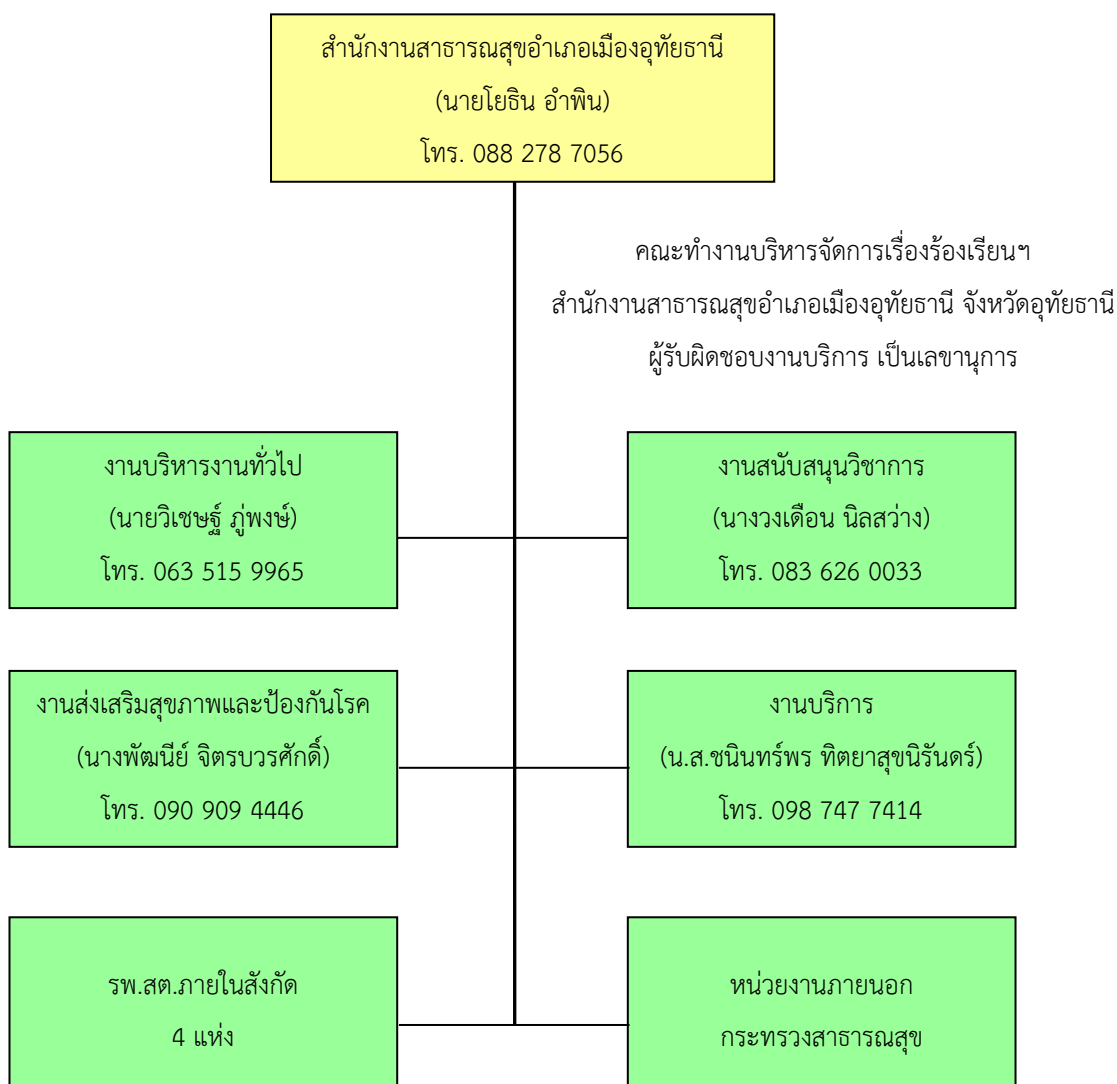 สำนักงานสาธารณสุขอำเภอเมืองอุทัยธานี
(นายโยธิน อำพิน)
โทร. 088 278 7056
คณะทำงานบริหารจัดการเรื่องร้องเรียนฯ
สำนักงานสาธารณสุขอำเภอเมืองอุทัยธานี จังหวัดอุทัยธานี
ผู้รับผิดชอบงานบริการ เป็นเลขานุการ
งานบริหารงานทั่วไป
(นายวิเชษฐ์ ภู่พงษ์)
โทร. 063 515 9965
งานสนับสนุนวิชาการ
(นางวงเดือน นิลสว่าง)
โทร. 083 626 0033
งานส่งเสริมสุขภาพและป้องกันโรค
(นางพัฒนีย์ จิตรบวรศักดิ์)
โทร. 090 909 4446
งานบริการ
(น.ส.ชนินทร์พร ทิตยาสุขนิรันดร์)
โทร. 098 747 7414
รพ.สต.ภายในสังกัด
4 แห่ง
หน่วยงานภายนอก
กระทรวงสาธารณสุข